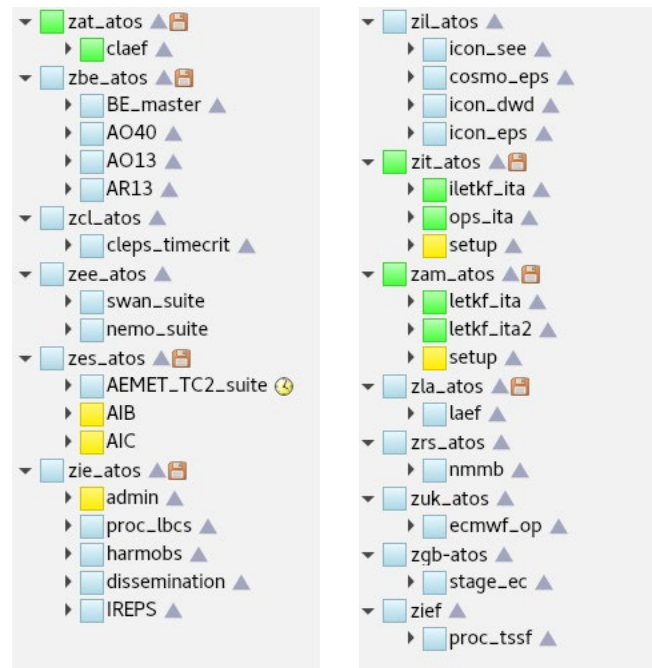 zat_atos
claef
zbe_atos
BE_master
AO40
AO13
AR13
zcl_atos
cleps_timecrit
zee_atos
swan_suite
nemo_suite
zes_atos
AEMET_TC2_suite
AIB
AIC
zie_atos
admin
proc_lbcs
harmobs
dissemination
IREPS
zil_atos
icon_see
cosmo_eps
icon_dwd
icon_eps
zit_atos
iletkf_ita
ops_ita
setup
zam_atos
letkf_ita
letkf_ita2
setup
zla_atos
laef
zrs_atos
nmmb
zuk_atos
ecmwf_op
zgb-atos
stage_ec
zief
proc_tssf